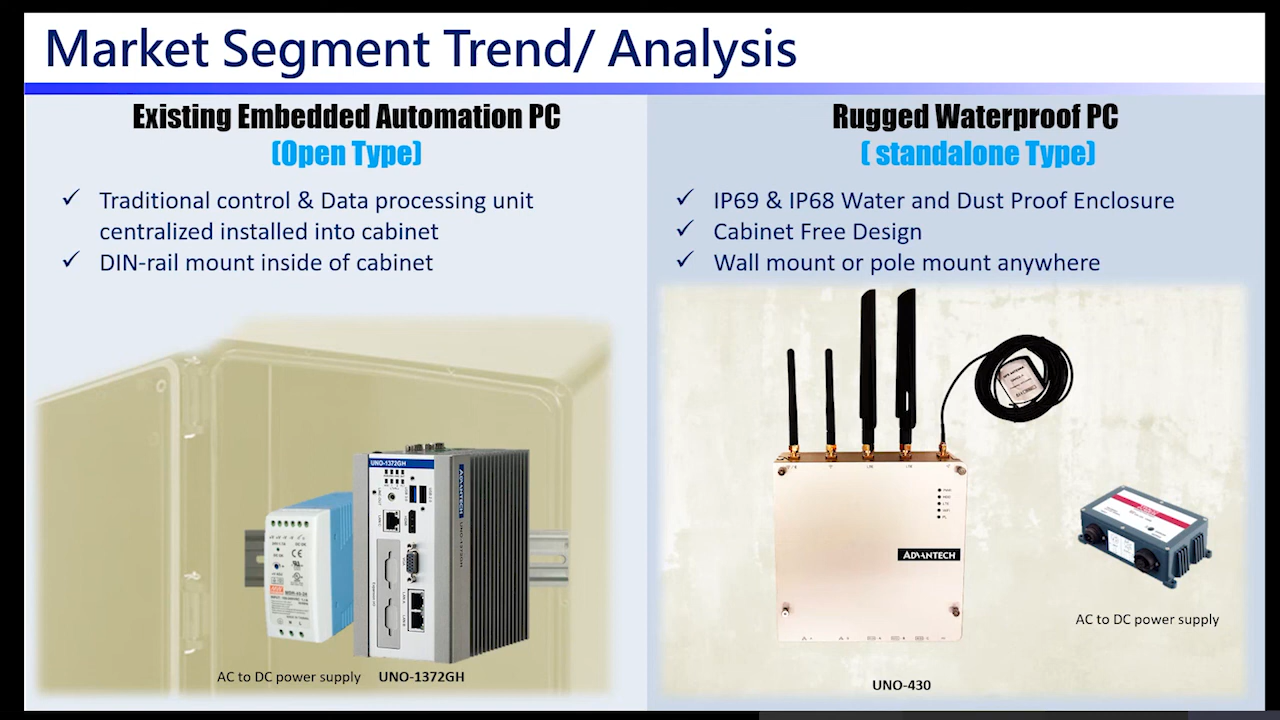 Market Segment Trend/ Analysis
Existing Embedded Automation PC
(Open Type)
Traditional control & Data processing unit
centralized installed into cabinet
DIN-rail mount inside of cabinet
UNO-1372GH
ADVANTECH
UNO-1372GH
AC to DC power supply
UNO-1372GH
Rugged Waterproof PC
( standalone Type)
IP69 & IP68 Water and Dust Proof Enclosure
Cabinet Free Design
Wall mount or pole mount anywhere
ADVANTECH
AC to DC power supply
UNO-430